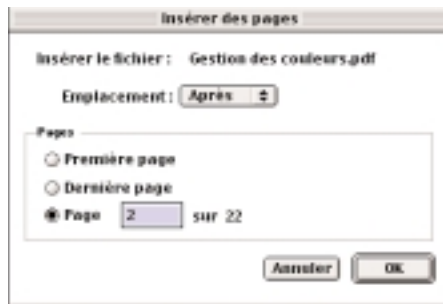 Insérer des pages
Insérer le fichier : Gestion des couleurs.pdf
Emplacement : Après
Pages
Première page
Dernière page
Page 2 sur 22
Annuler OK